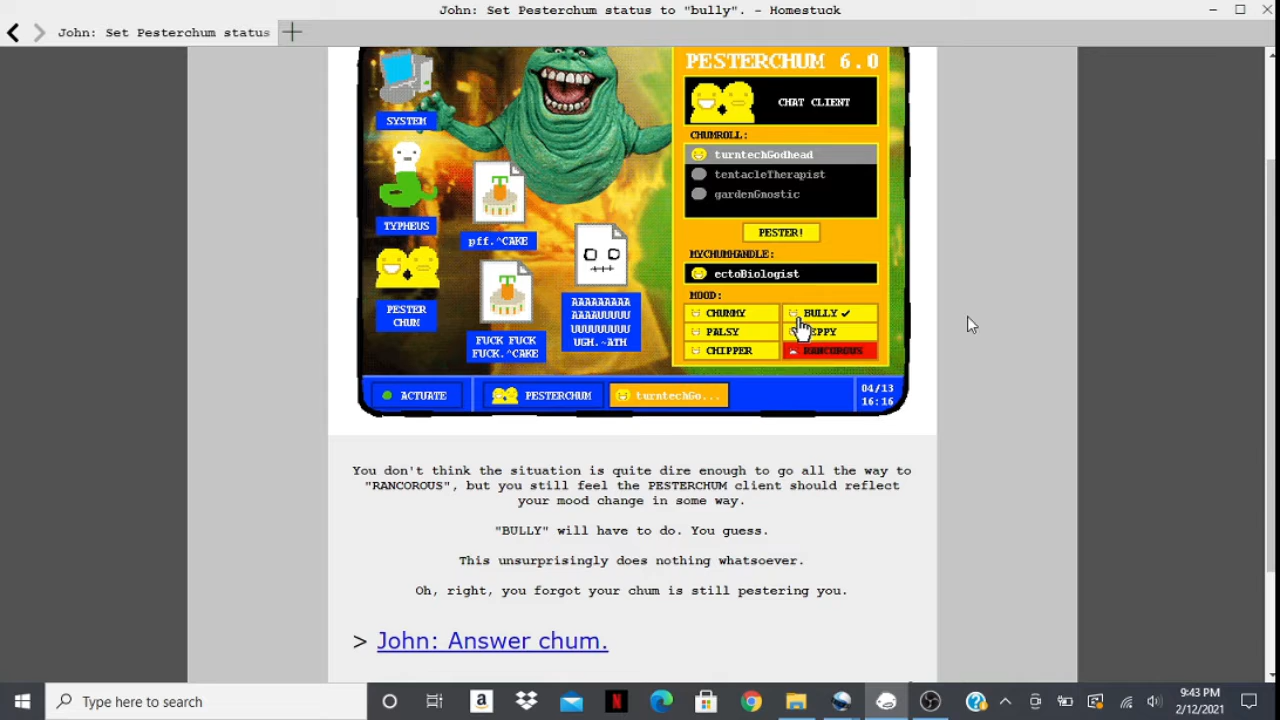 John: Set Pesterchum status to "bully". - Homestuck
John: Set Pesterchum status
PESTERCHUM 6.0
CHAT CLIENT
CHUMROLL:
turntechGodhead
tentacleTherapist
gardenGnostic
PESTER!
MYCHUMHANDLE:
ectoBiologist
MOOD:
CHUMMY
BULLY ✔
PALSY
EPPY
CHIPPER
RANCOROUS
SYSTEM
TYPHEUS
PESTER
CHUM
pff.^CAKE
FUCK FUCK
FUCK.^CAKE
AAAAAAAAA
AAAAUUUUU
UUUUUUUUU
UGH.~ATH
ACTUATE
PESTERCHUM
turntechGo...
04/13
16:16
You don't think the situation is quite dire enough to go all the way to
"RANCOROUS", but you still feel the PESTERCHUM client should reflect
your mood change in some way.
"BULLY" will have to do. You guess.
This unsurprisingly does nothing whatsoever.
Oh, right, you forgot your chum is still pestering you.
> John: Answer chum.
Type here to search
9:43 PM
2/12/2021